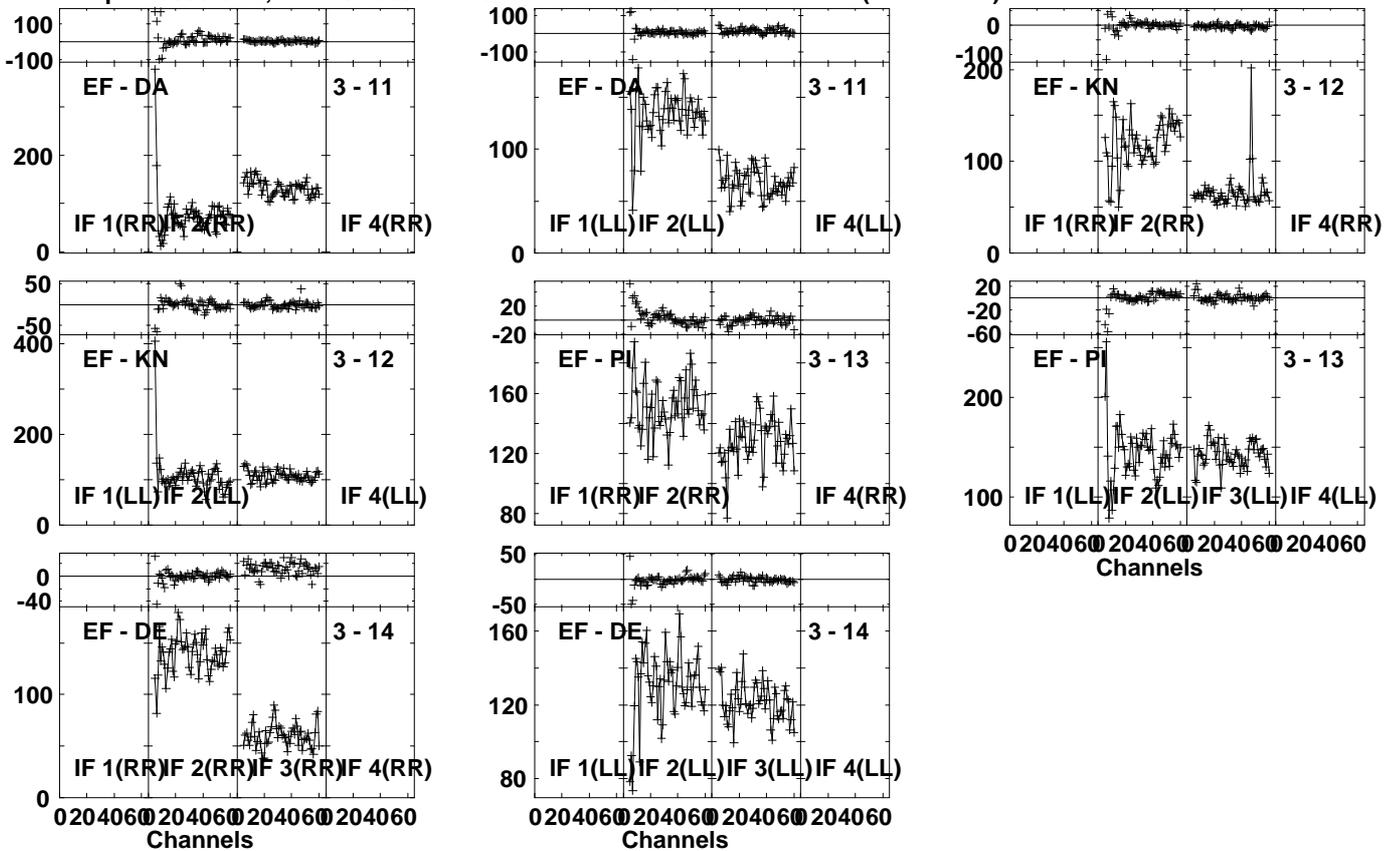 100
-100
EF - DA 3 - 11
200
IF 1(RR) IF 2(RR) IF 4(RR)
0
100
-100
EF - DA 3 - 11
100
IF 1(LL) IF 2(LL) IF 4(LL)
0
0
-100
200
EF - KN 3 - 12
100
IF 1(RR) IF 2(RR) IF 4(RR)
0
50
-50
400
EF - KN 3 - 12
200
IF 1(LL) IF 2(LL) IF 4(LL)
0
20
-20
EF - PI 3 - 13
160
120
IF 1(RR) IF 2(RR) IF 4(RR)
80
20
-20
-60
EF - PI 3 - 13
200
IF 1(LL) IF 2(LL) IF 3(LL) IF 4(LL)
100
0 20 40 60 0 20 40 60 0 20 40 60 0 20 40 60
Channels
0
-40
EF - DE 3 - 14
100
IF 1(RR) IF 2(RR) IF 3(RR) IF 4(RR)
0
0 20 40 60 0 20 40 60 0 20 40 60 0 20 40 60
Channels
50
-50
160
EF - DE 3 - 14
120
IF 1(LL) IF 2(LL) IF 3(LL) IF 4(LL)
80
0 20 40 60 0 20 40 60 0 20 40 60 0 20 40 60
Channels